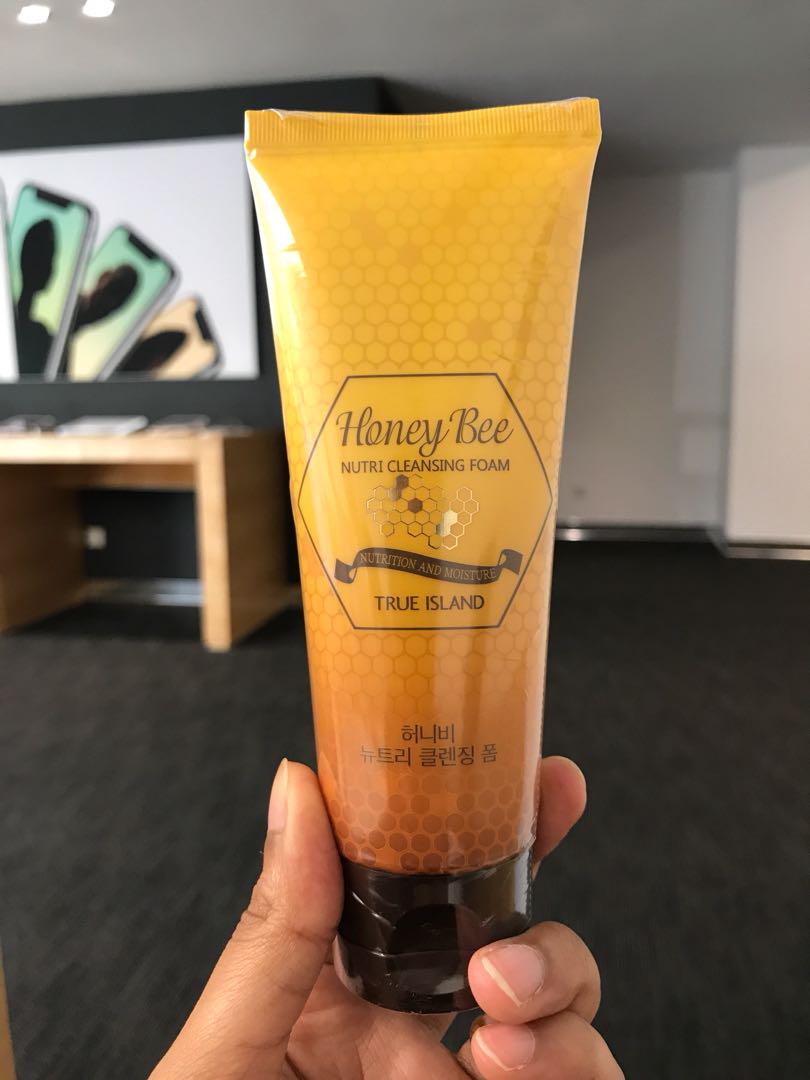 Honey Bee
NUTRI CLEANSING FOAM
NUTRITION AND MOISTURE
TRUE ISLAND
허니비
뉴트리 클렌징 폼